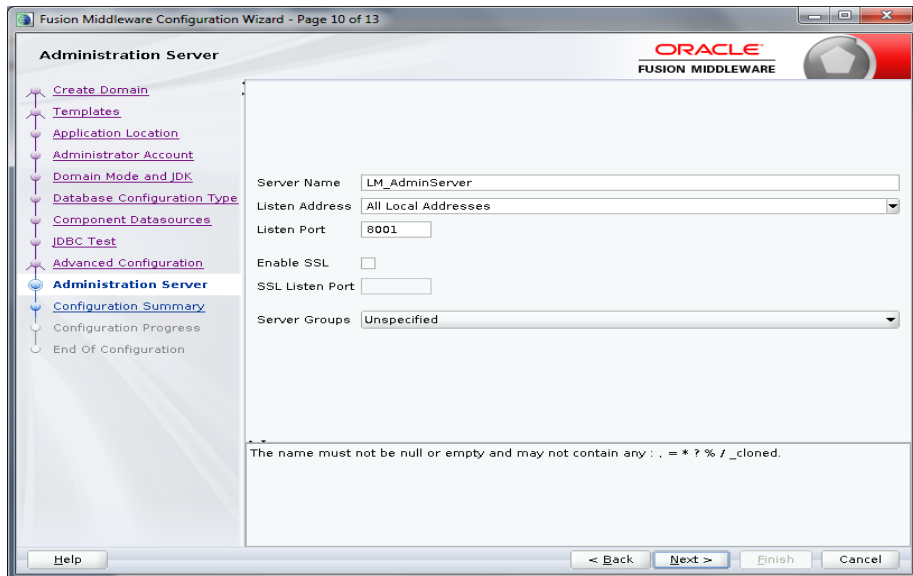 Fusion Middleware Configuration Wizard - Page 10 of 13
Administration Server
ORACLE
FUSION MIDDLEWARE
Create Domain
Templates
Application Location
Administrator Account
Domain Mode and JDK
Database Configuration Type
Component Datasources
JDBC Test
Advanced Configuration
Administration Server
Configuration Summary
Configuration Progress
End Of Configuration
Server Name LM_AdminServer
Listen Address All Local Addresses
Listen Port 8001
Enable SSL
SSL Listen Port
Server Groups Unspecified
The name must not be null or empty and may not contain any : , = * ? % / _cloned.
Help
< Back Next > Finish Cancel